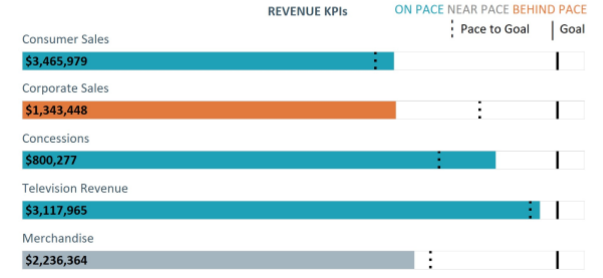 REVENUE KPIs
ON PACE NEAR PACE BEHIND PACE
Pace to Goal
Goal
Consumer Sales
$3,465,979
Corporate Sales
$1,343,448
Concessions
$800,277
Television Revenue
$3,117,965
Merchandise
$2,236,364